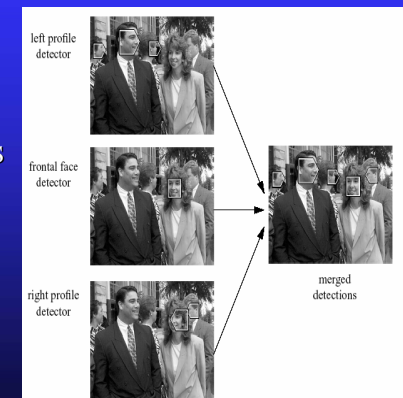 left profile
detector
s
frontal face
detector
merged
detections
right profile
detector